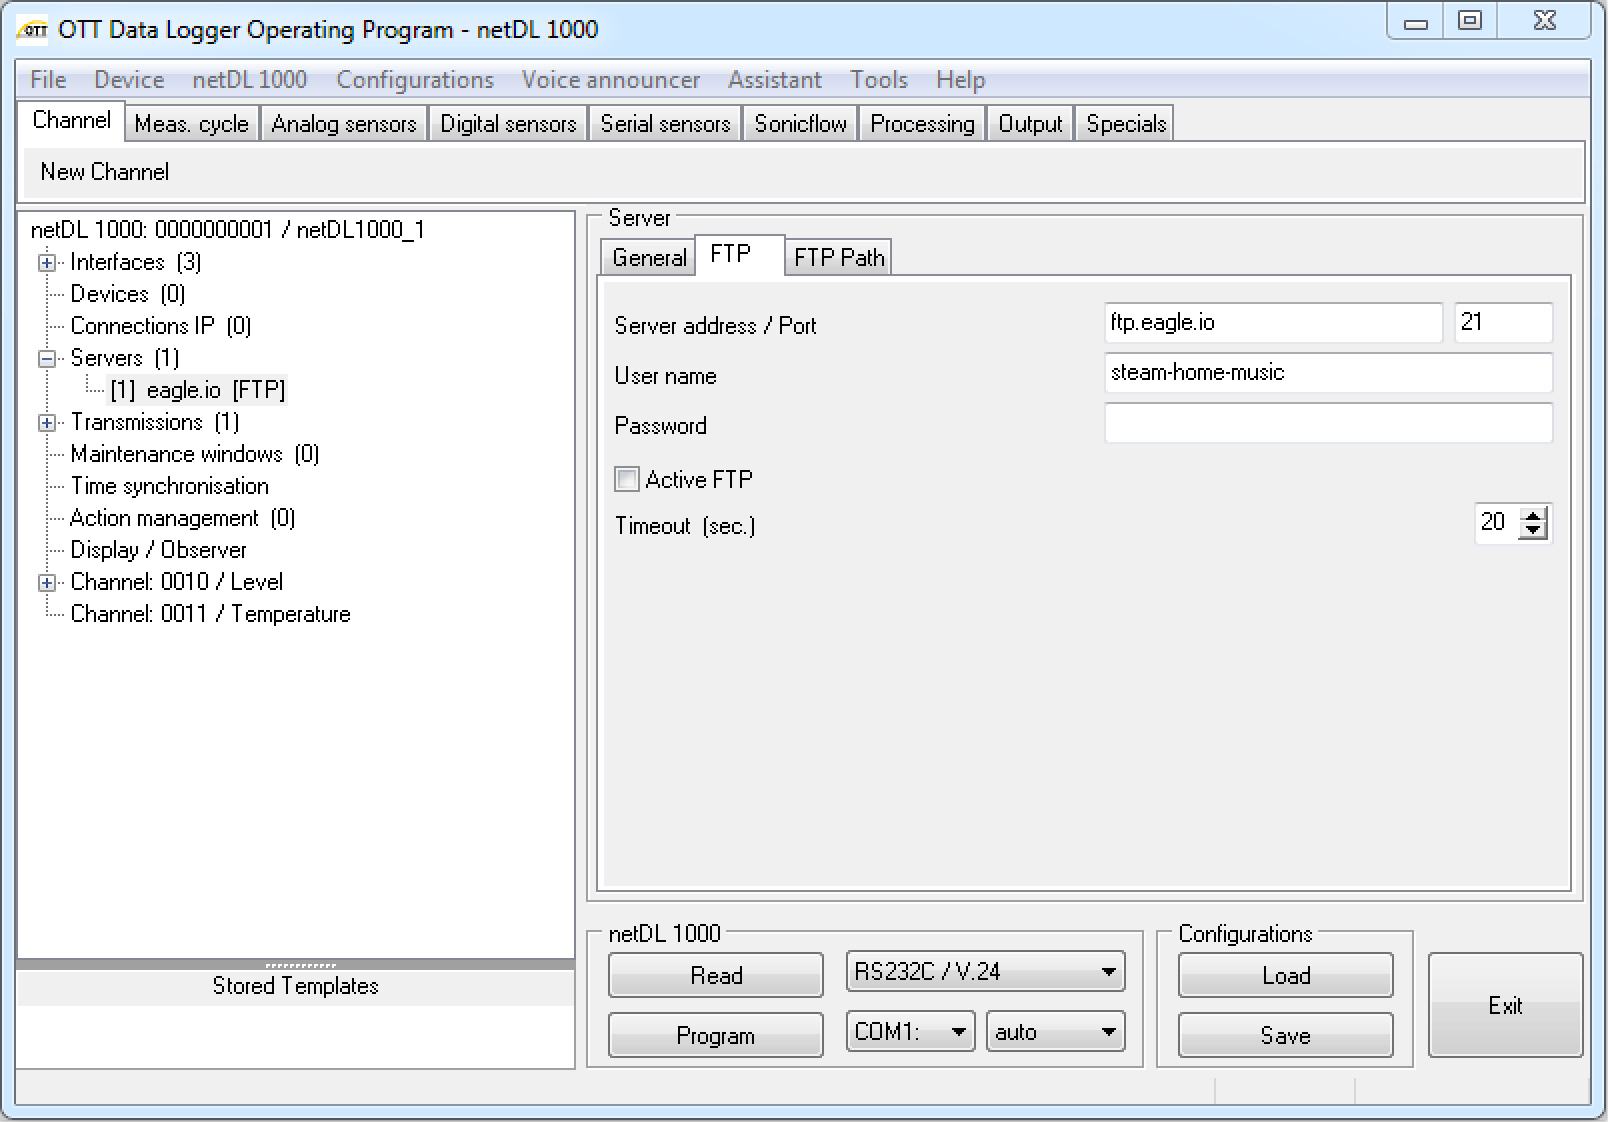 OTT OTT Data Logger Operating Program - netDL 1000
File Device netDL 1000 Configurations Voice announcer Assistant Tools Help
Channel Meas. cycle Analog sensors Digital sensors Serial sensors Sonicflow Processing Output Specials
New Channel
netDL 1000: 0000000001 / netDL1000_1
Interfaces (3)
Devices (0)
Connections IP (0)
Servers (1)
[1] eagle.io [FTP]
Transmissions (1)
Maintenance windows (0)
Time synchronisation
Action management (0)
Display / Observer
Channel: 0010 / Level
Channel: 0011 / Temperature
Stored Templates
Server
General FTP FTP Path
Server address / Port ftp.eagle.io 21
User name steam-home-music
Password
Active FTP
Timeout (sec.) 20
netDL 1000
Read RS232C / V.24
Program COM1: auto
Configurations
Load
Save
Exit